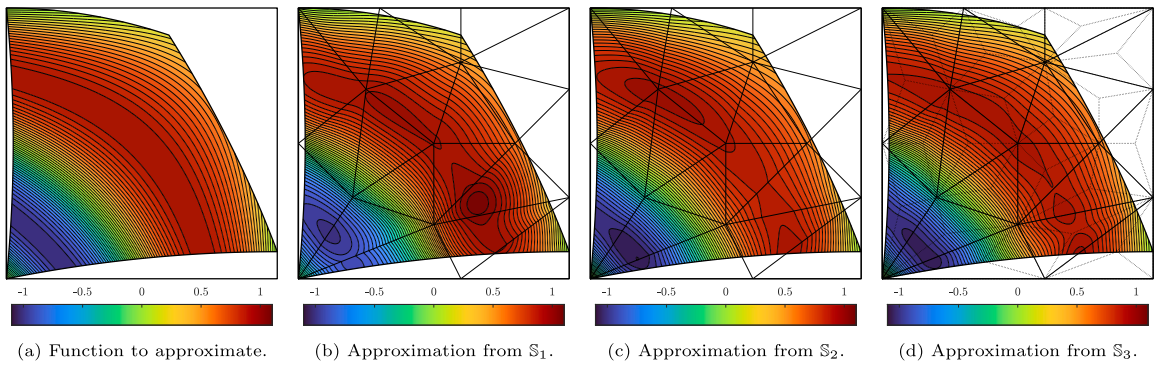 -1 -0.5 0 0.5 1
-1 -0.5 0 0.5 1
-1 -0.5 0 0.5 1
-1 -0.5 0 0.5 1
(a) Function to approximate.
(b) Approximation from 𝕊₁.
(c) Approximation from 𝕊₂.
(d) Approximation from 𝕊₃.